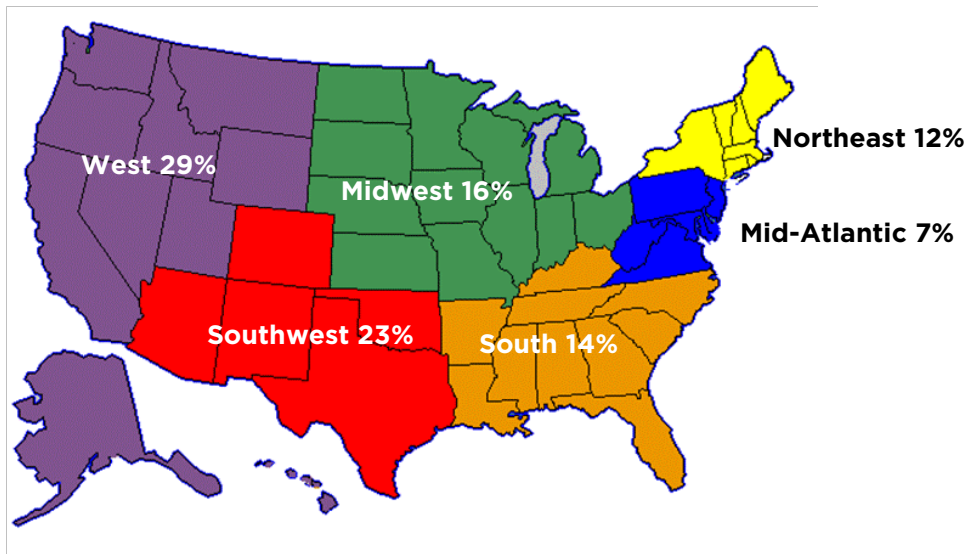 Northeast 12%
West 29%
Midwest 16%
Mid-Atlantic 7%
Southwest 23%
South 14%